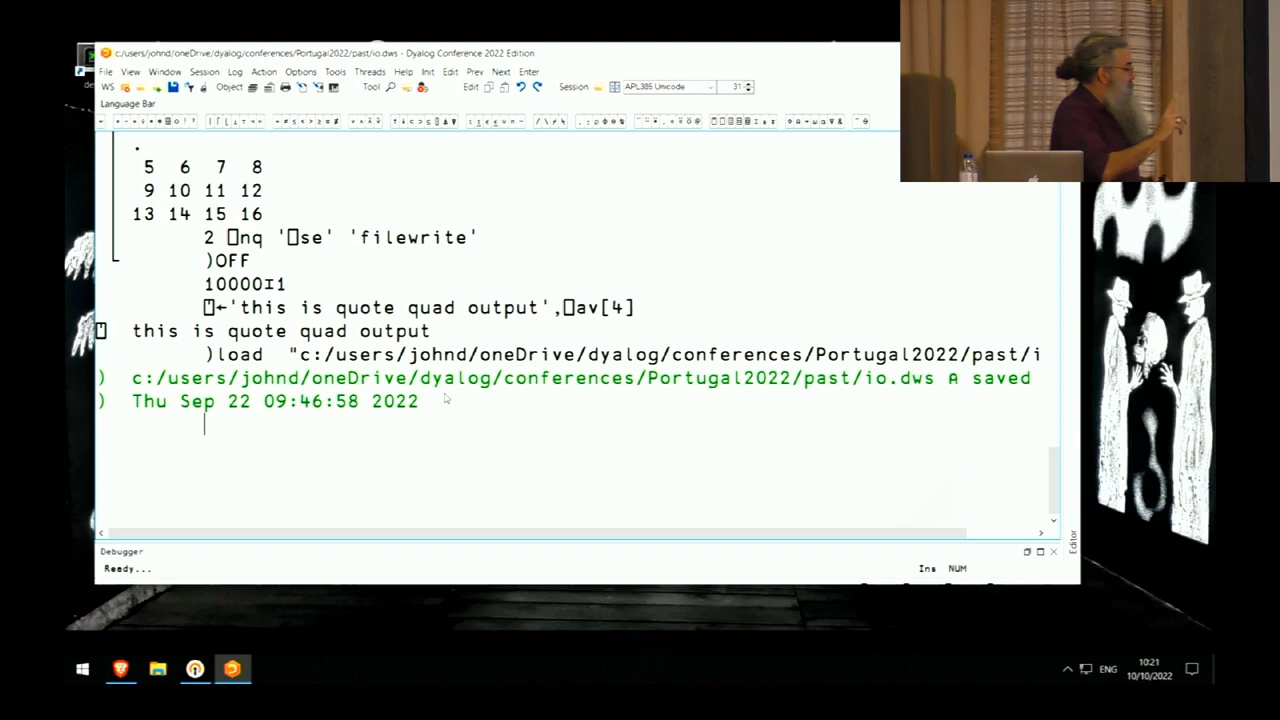 c:/users/johnd/oneDrive/dyalog/conferences/Portugal2022/past/io.dws - Dyalog Conference 2022 Edition
File View Window Session Log Action Options Tools Threads Help Init Edit Prev Next Enter
WS Object Tool Edit Session APL385 Unicode 31
Language Bar
5 6 7 8
9 10 11 12
13 14 15 16
2 ⎕nq '⎕se' 'filewrite'
)OFF
10000⌶1
⍞←'this is quote quad output',⎕av[4]
⍞ this is quote quad output
)load "c:/users/johnd/oneDrive/dyalog/conferences/Portugal2022/past/i
) c:/users/johnd/oneDrive/dyalog/conferences/Portugal2022/past/io.dws A saved
) Thu Sep 22 09:46:58 2022
Editor
Debugger
Ready...
Ins NUM
ENG
10:21
10/10/2022